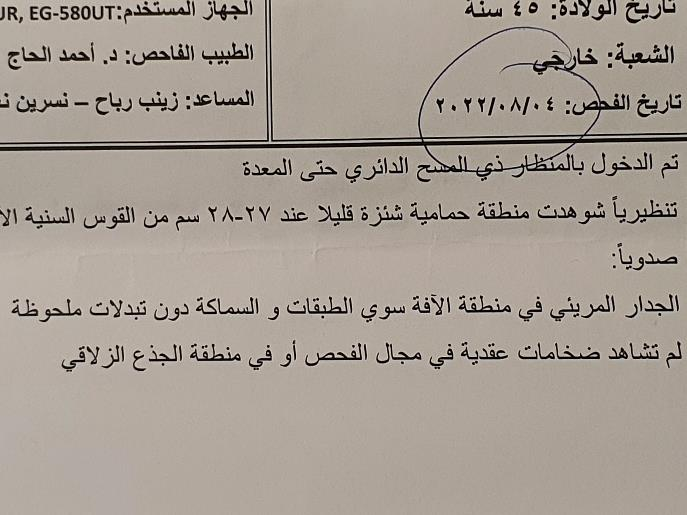 تاريخ الولادة: ٤٥ سنة
الشعبة: خارجي
تاريخ الفحص: ٢٠٢٢/٠٨/٠٤
الجهاز المستخدم:UR, EG-580UT
الطبيب الفاحص: د. أحمد الحاج
المساعد: زينب رباح – نسرين
تم الدخول بالمنظار ذي المسح الدائري حتى المعدة
تنظيرياً شوهدت منطقة حمامية شئزة قليلا عند ٢٧-٢٨ سم من القوس السنية
صدوياً:
الجدار المريئي في منطقة الآفة سوي الطبقات و السماكة دون تبدلات ملحوظة
لم تشاهد ضخامات عقدية في مجال الفحص أو في منطقة الجذع الزلاقي